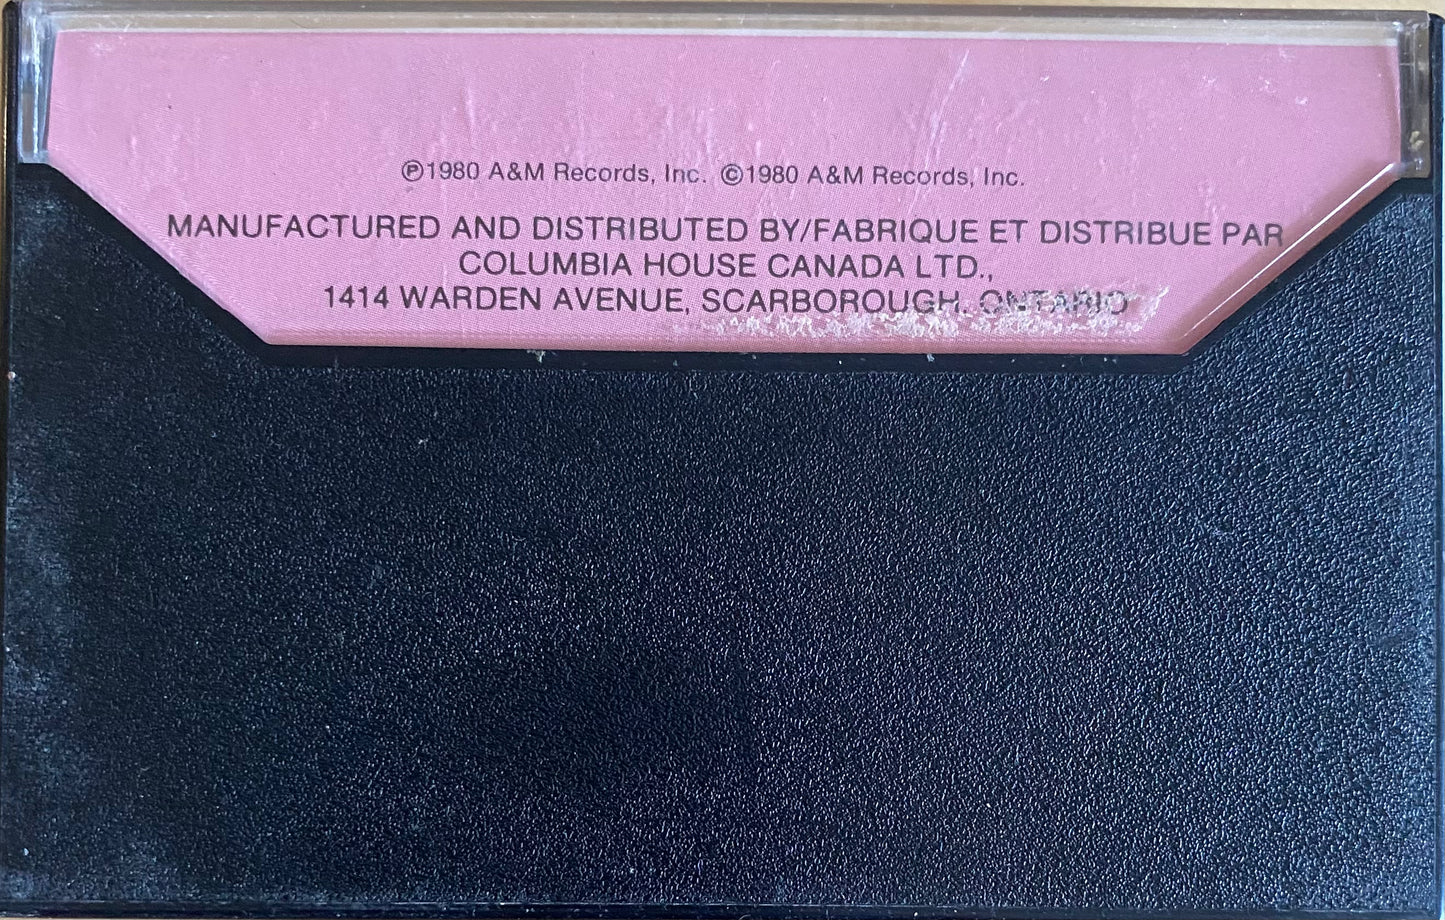 ℗1980 A&M Records, Inc. ©1980 A&M Records, Inc.
MANUFACTURED AND DISTRIBUTED BY/FABRIQUE ET DISTRIBUE PAR
COLUMBIA HOUSE CANADA LTD.,
1414 WARDEN AVENUE, SCARBOROUGH, ONTARIO